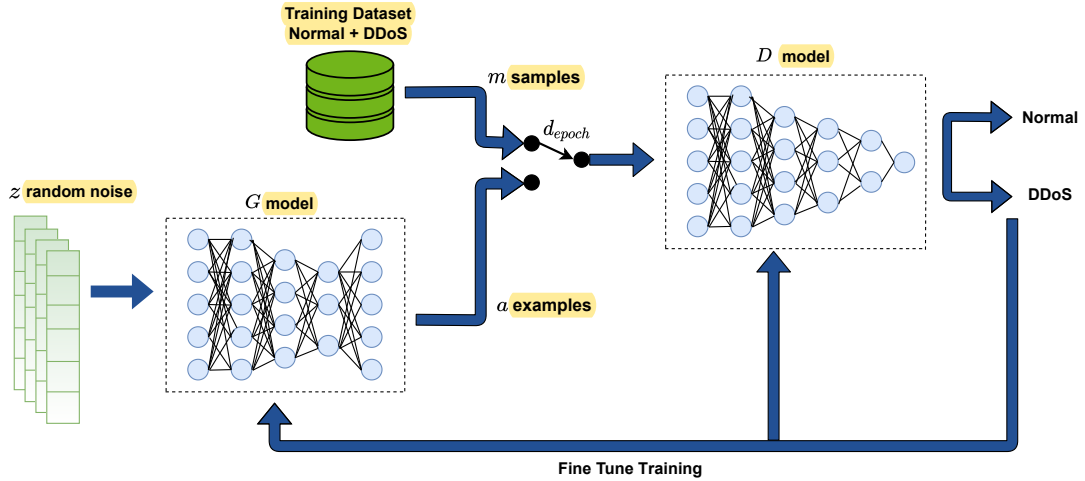 Training Dataset
Normal + DDoS
m samples
D model
d_epoch
Normal
DDoS
z random noise
G model
a examples
Fine Tune Training